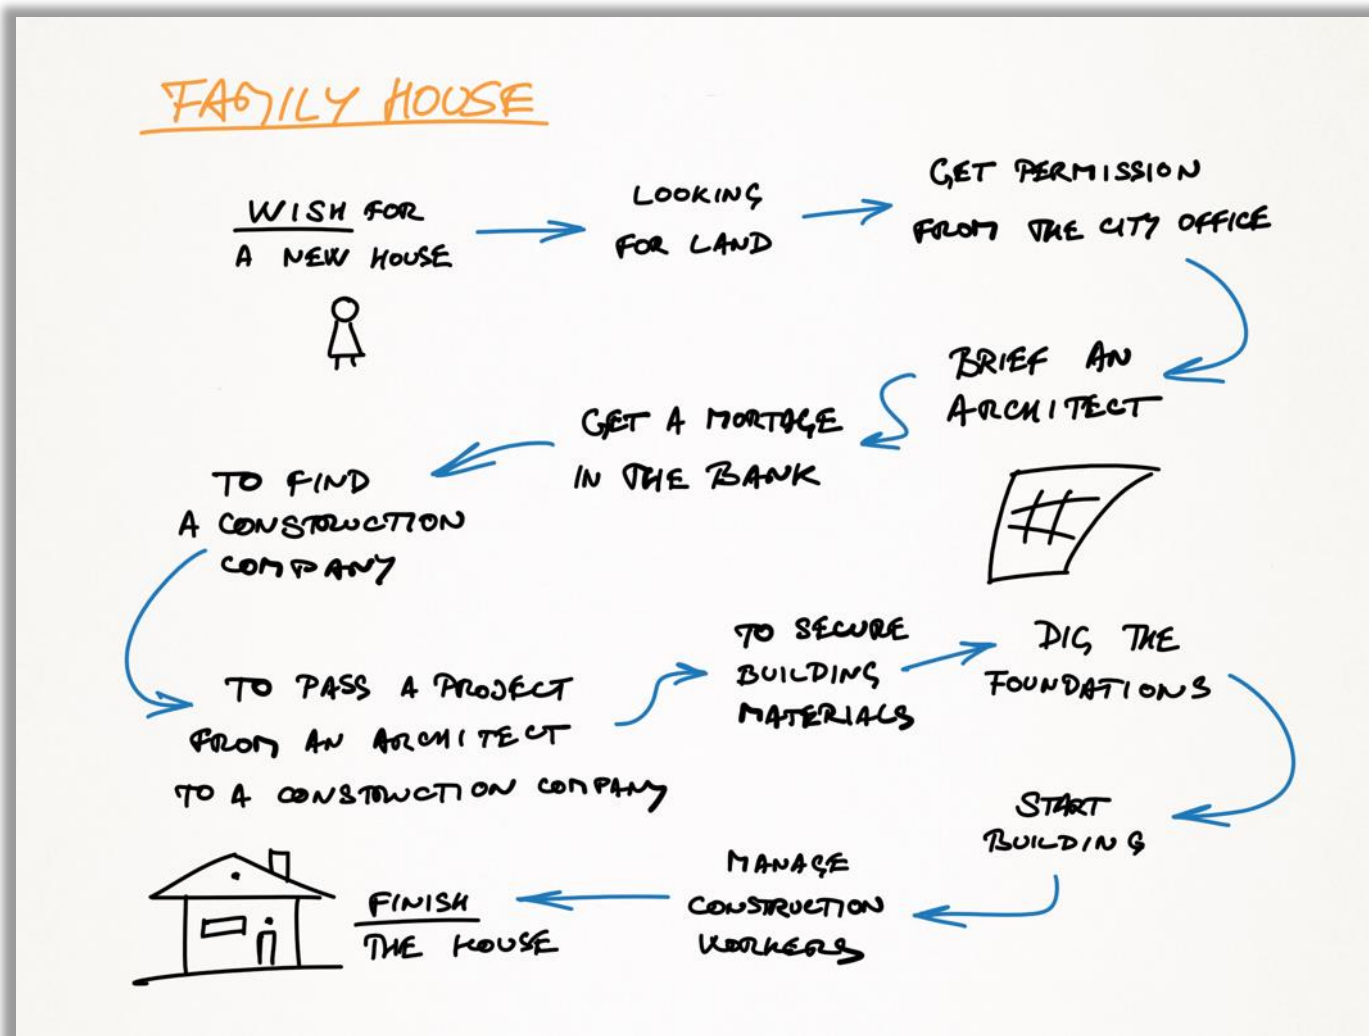 FAMILY HOUSE
WISH FOR
A NEW HOUSE
LOOKING
FOR LAND
GET PERMISSION
FROM THE CITY OFFICE
BRIEF AN
ARCHITECT
GET A MORTAGE
IN THE BANK
TO FIND
A CONSTRUCTION
COMPANY
TO PASS A PROJECT
FROM AN ARCHITECT
TO A CONSTRUCTION COMPANY
TO SECURE
BUILDING
MATERIALS
DIG THE
FOUNDATIONS
START
BUILDING
MANAGE
CONSTRUCTION
WORKERS
FINISH
THE HOUSE